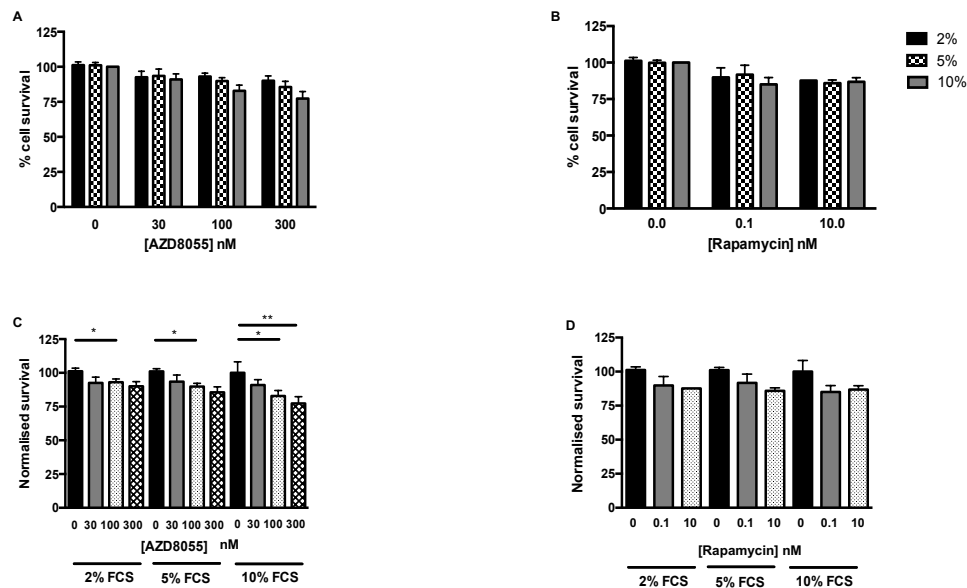 A
% cell survival
125
100
75
50
25
0
0 30 100 300
[AZD8055] nM
B
% cell survival
125
100
75
50
25
0
0.0 0.1 10.0
[Rapamycin] nM
2%
5%
10%
C
Normalised survival
125
100
75
50
25
0
* * ** *
0 30 100 300 0 30 100 300 0 30 100 300
[AZD8055] nM
2% FCS 5% FCS 10% FCS
D
Normalised survival
125
100
75
50
25
0
0 0.1 10 0 0.1 10 0 0.1 10
[Rapamycin] nM
2% FCS 5% FCS 10% FCS